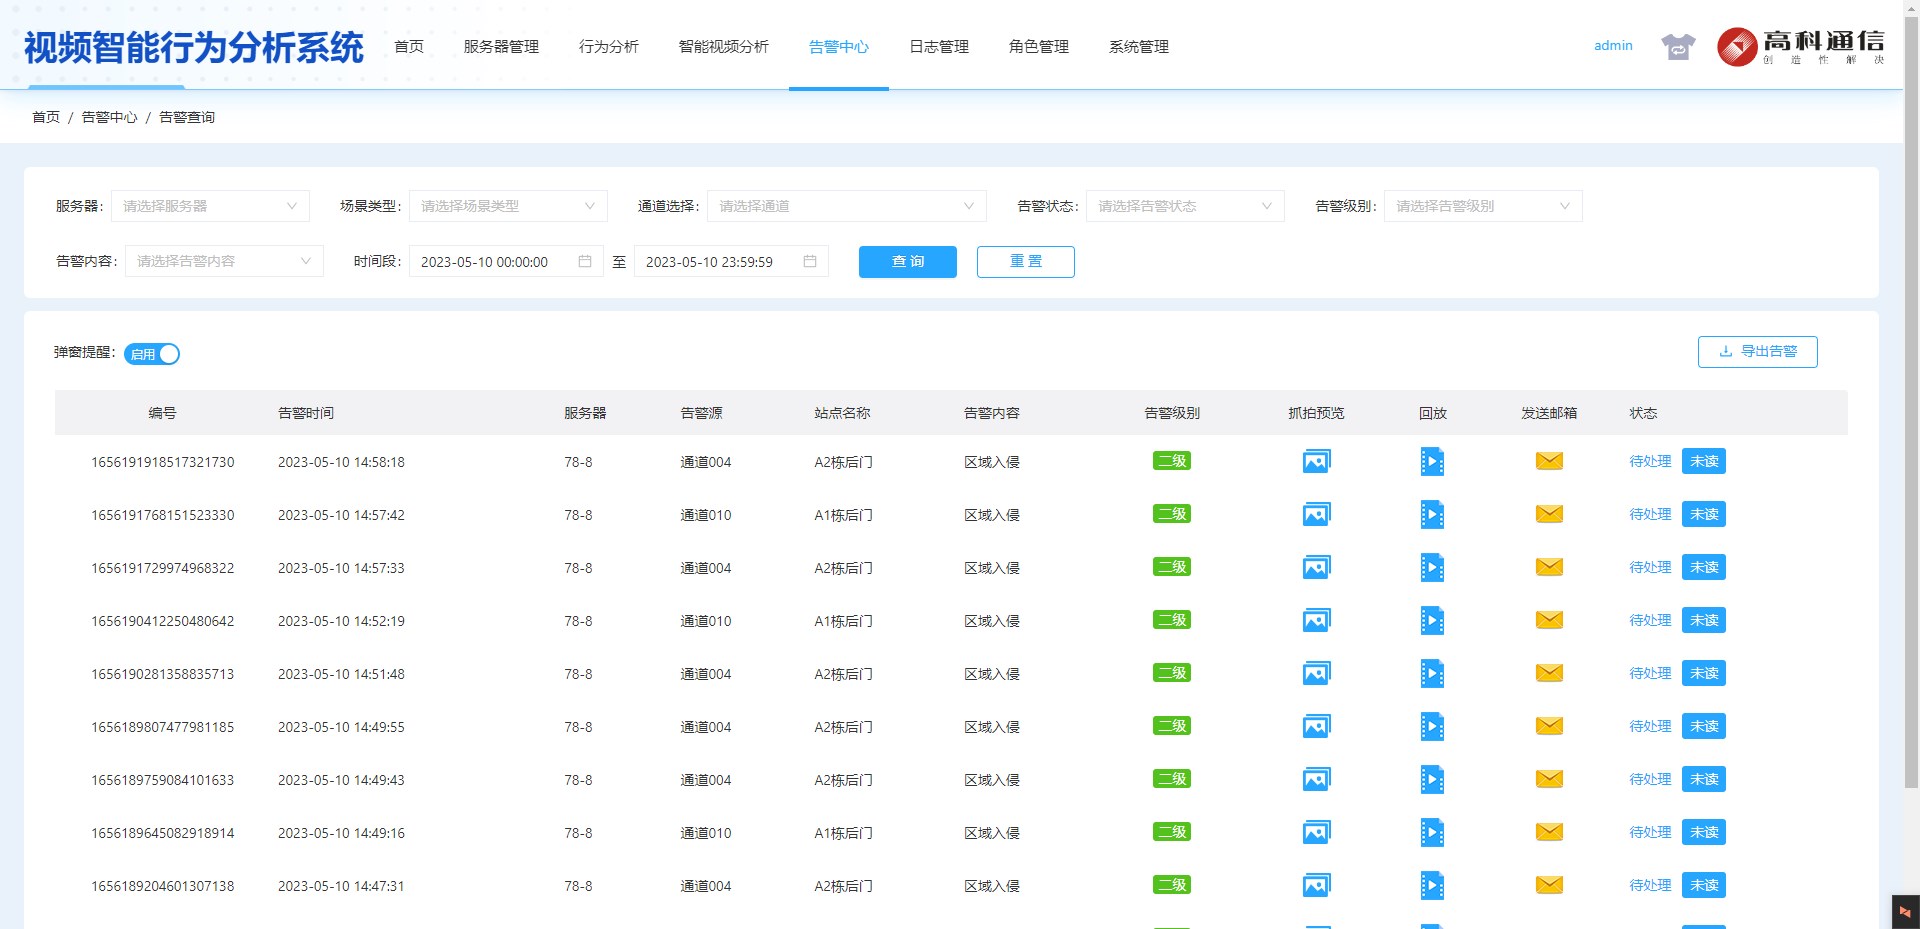 视频智能行为分析系统 首页 服务器管理 行为分析 智能视频分析 告警中心 日志管理 角色管理 系统管理 admin 高科通信
创造性解决
首页 / 告警中心 / 告警查询
服务器: 请选择服务器 场景类型: 请选择场景类型 通道选择: 请选择通道 告警状态: 请选择告警状态 告警级别: 请选择告警级别
告警内容: 请选择告警内容 时间段: 2023-05-10 00:00:00 至 2023-05-10 23:59:59 查询 重置
弹窗提醒: 启用 导出告警
编号 告警时间 服务器 告警源 站点名称 告警内容 告警级别 抓拍预览 回放 发送邮箱 状态
1656191918517321730 2023-05-10 14:58:18 78-8 通道004 A2栋后门 区域入侵 二级 待处理 未读
1656191768151523330 2023-05-10 14:57:42 78-8 通道010 A1栋后门 区域入侵 二级 待处理 未读
1656191729974968322 2023-05-10 14:57:33 78-8 通道004 A2栋后门 区域入侵 二级 待处理 未读
1656190412250480642 2023-05-10 14:52:19 78-8 通道010 A1栋后门 区域入侵 二级 待处理 未读
1656190281358835713 2023-05-10 14:51:48 78-8 通道004 A2栋后门 区域入侵 二级 待处理 未读
1656189807477981185 2023-05-10 14:49:55 78-8 通道004 A2栋后门 区域入侵 二级 待处理 未读
1656189759084101633 2023-05-10 14:49:43 78-8 通道004 A2栋后门 区域入侵 二级 待处理 未读
1656189645082918914 2023-05-10 14:49:16 78-8 通道010 A1栋后门 区域入侵 二级 待处理 未读
1656189204601307138 2023-05-10 14:47:31 78-8 通道004 A2栋后门 区域入侵 二级 待处理 未读